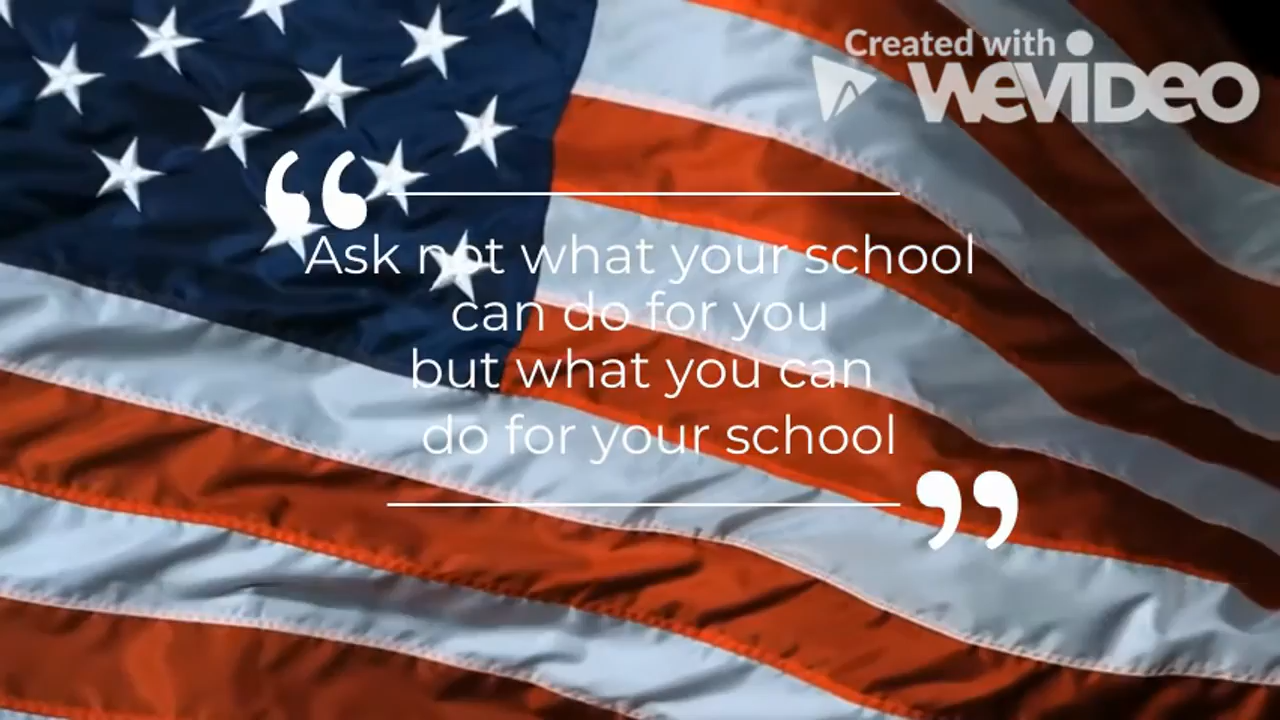 Created with
WEVIDEO
“
Ask not what your school
can do for you
but what you can
do for your school
”